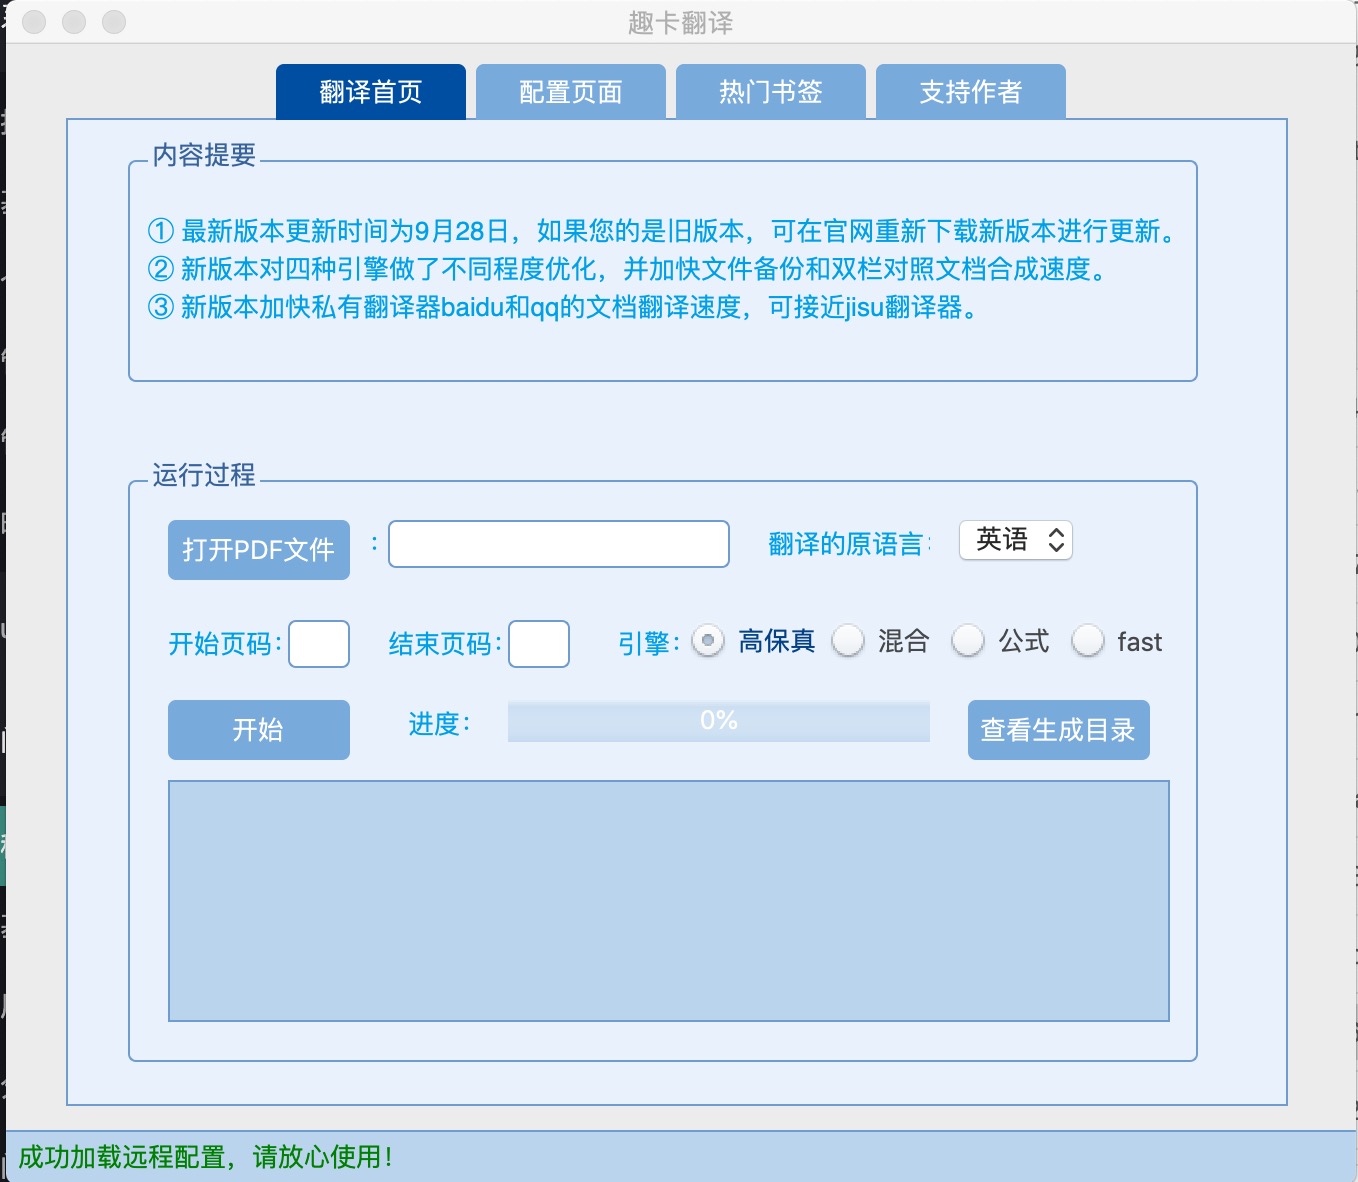 趣卡翻译
翻译首页 配置页面 热门书签 支持作者
内容提要
① 最新版本更新时间为9月28日，如果您的是旧版本，可在官网重新下载新版本进行更新。
② 新版本对四种引擎做了不同程度优化，并加快文件备份和双栏对照文档合成速度。
③ 新版本加快私有翻译器baidu和qq的文档翻译速度，可接近jisu翻译器。
运行过程
打开PDF文件 : 翻译的原语言: 英语
开始页码: 结束页码: 引擎: 高保真 混合 公式 fast
开始 进度: 0% 查看生成目录
成功加载远程配置，请放心使用！